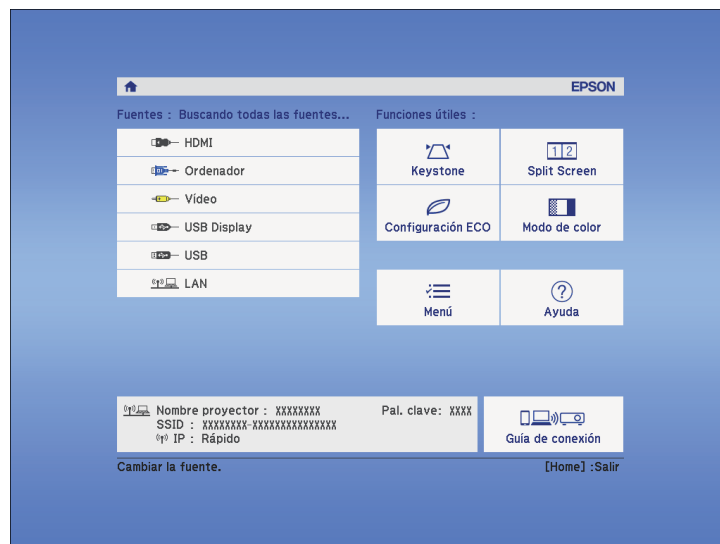 EPSON
Fuentes : Buscando todas las fuentes...
HDMI
Ordenador
Vídeo
USB Display
USB
LAN
Funciones útiles :
Keystone
1 2
Split Screen
Configuración ECO
Modo de color
Menú
?
Ayuda
Nombre proyector : XXXXXXXX
Pal. clave: XXXX
SSID : XXXXXXXX-XXXXXXXXXXXXXXX
IP : Rápido
Guía de conexión
Cambiar la fuente.
[Home] :Salir